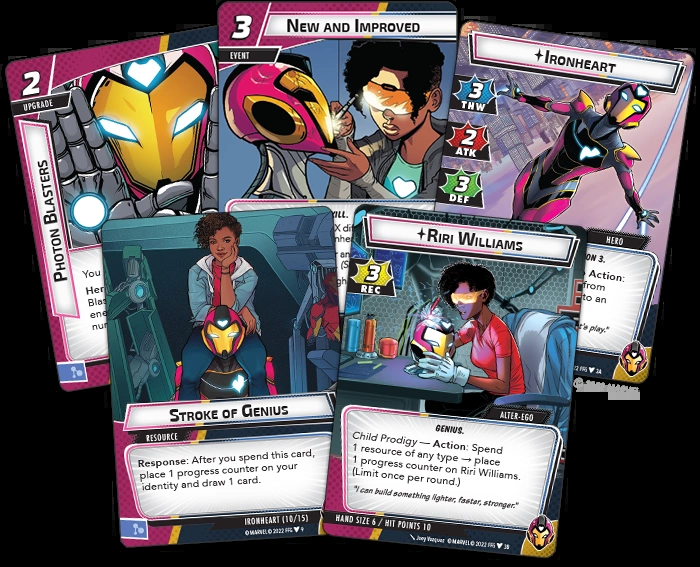 2
UPGRADE
PHOTON BLASTERS
You
Her
Blas
ene
nun
3
EVENT
NEW AND IMPROVED
IRONHEART
3
THW
2
ATK
3
DEF
HERO
ON 3.
Action:
from
to an
t's play."
STROKE OF GENIUS
RESOURCE
Response: After you spend this card,
place 1 progress counter on your
identity and draw 1 card.
IRONHEART (10/15)
©MARVEL ©2022 FFG 9
RIRI WILLIAMS
3
REC
ALTER-EGO
GENIUS.
Child Prodigy — Action: Spend
1 resource of any type → place
1 progress counter on Riri Williams.
(Limit once per round.)
"I can build something lighter, faster, stronger."
HAND SIZE 6 / HIT POINTS 10
Joey Vazquez ©MARVEL ©2022 FFG 3B